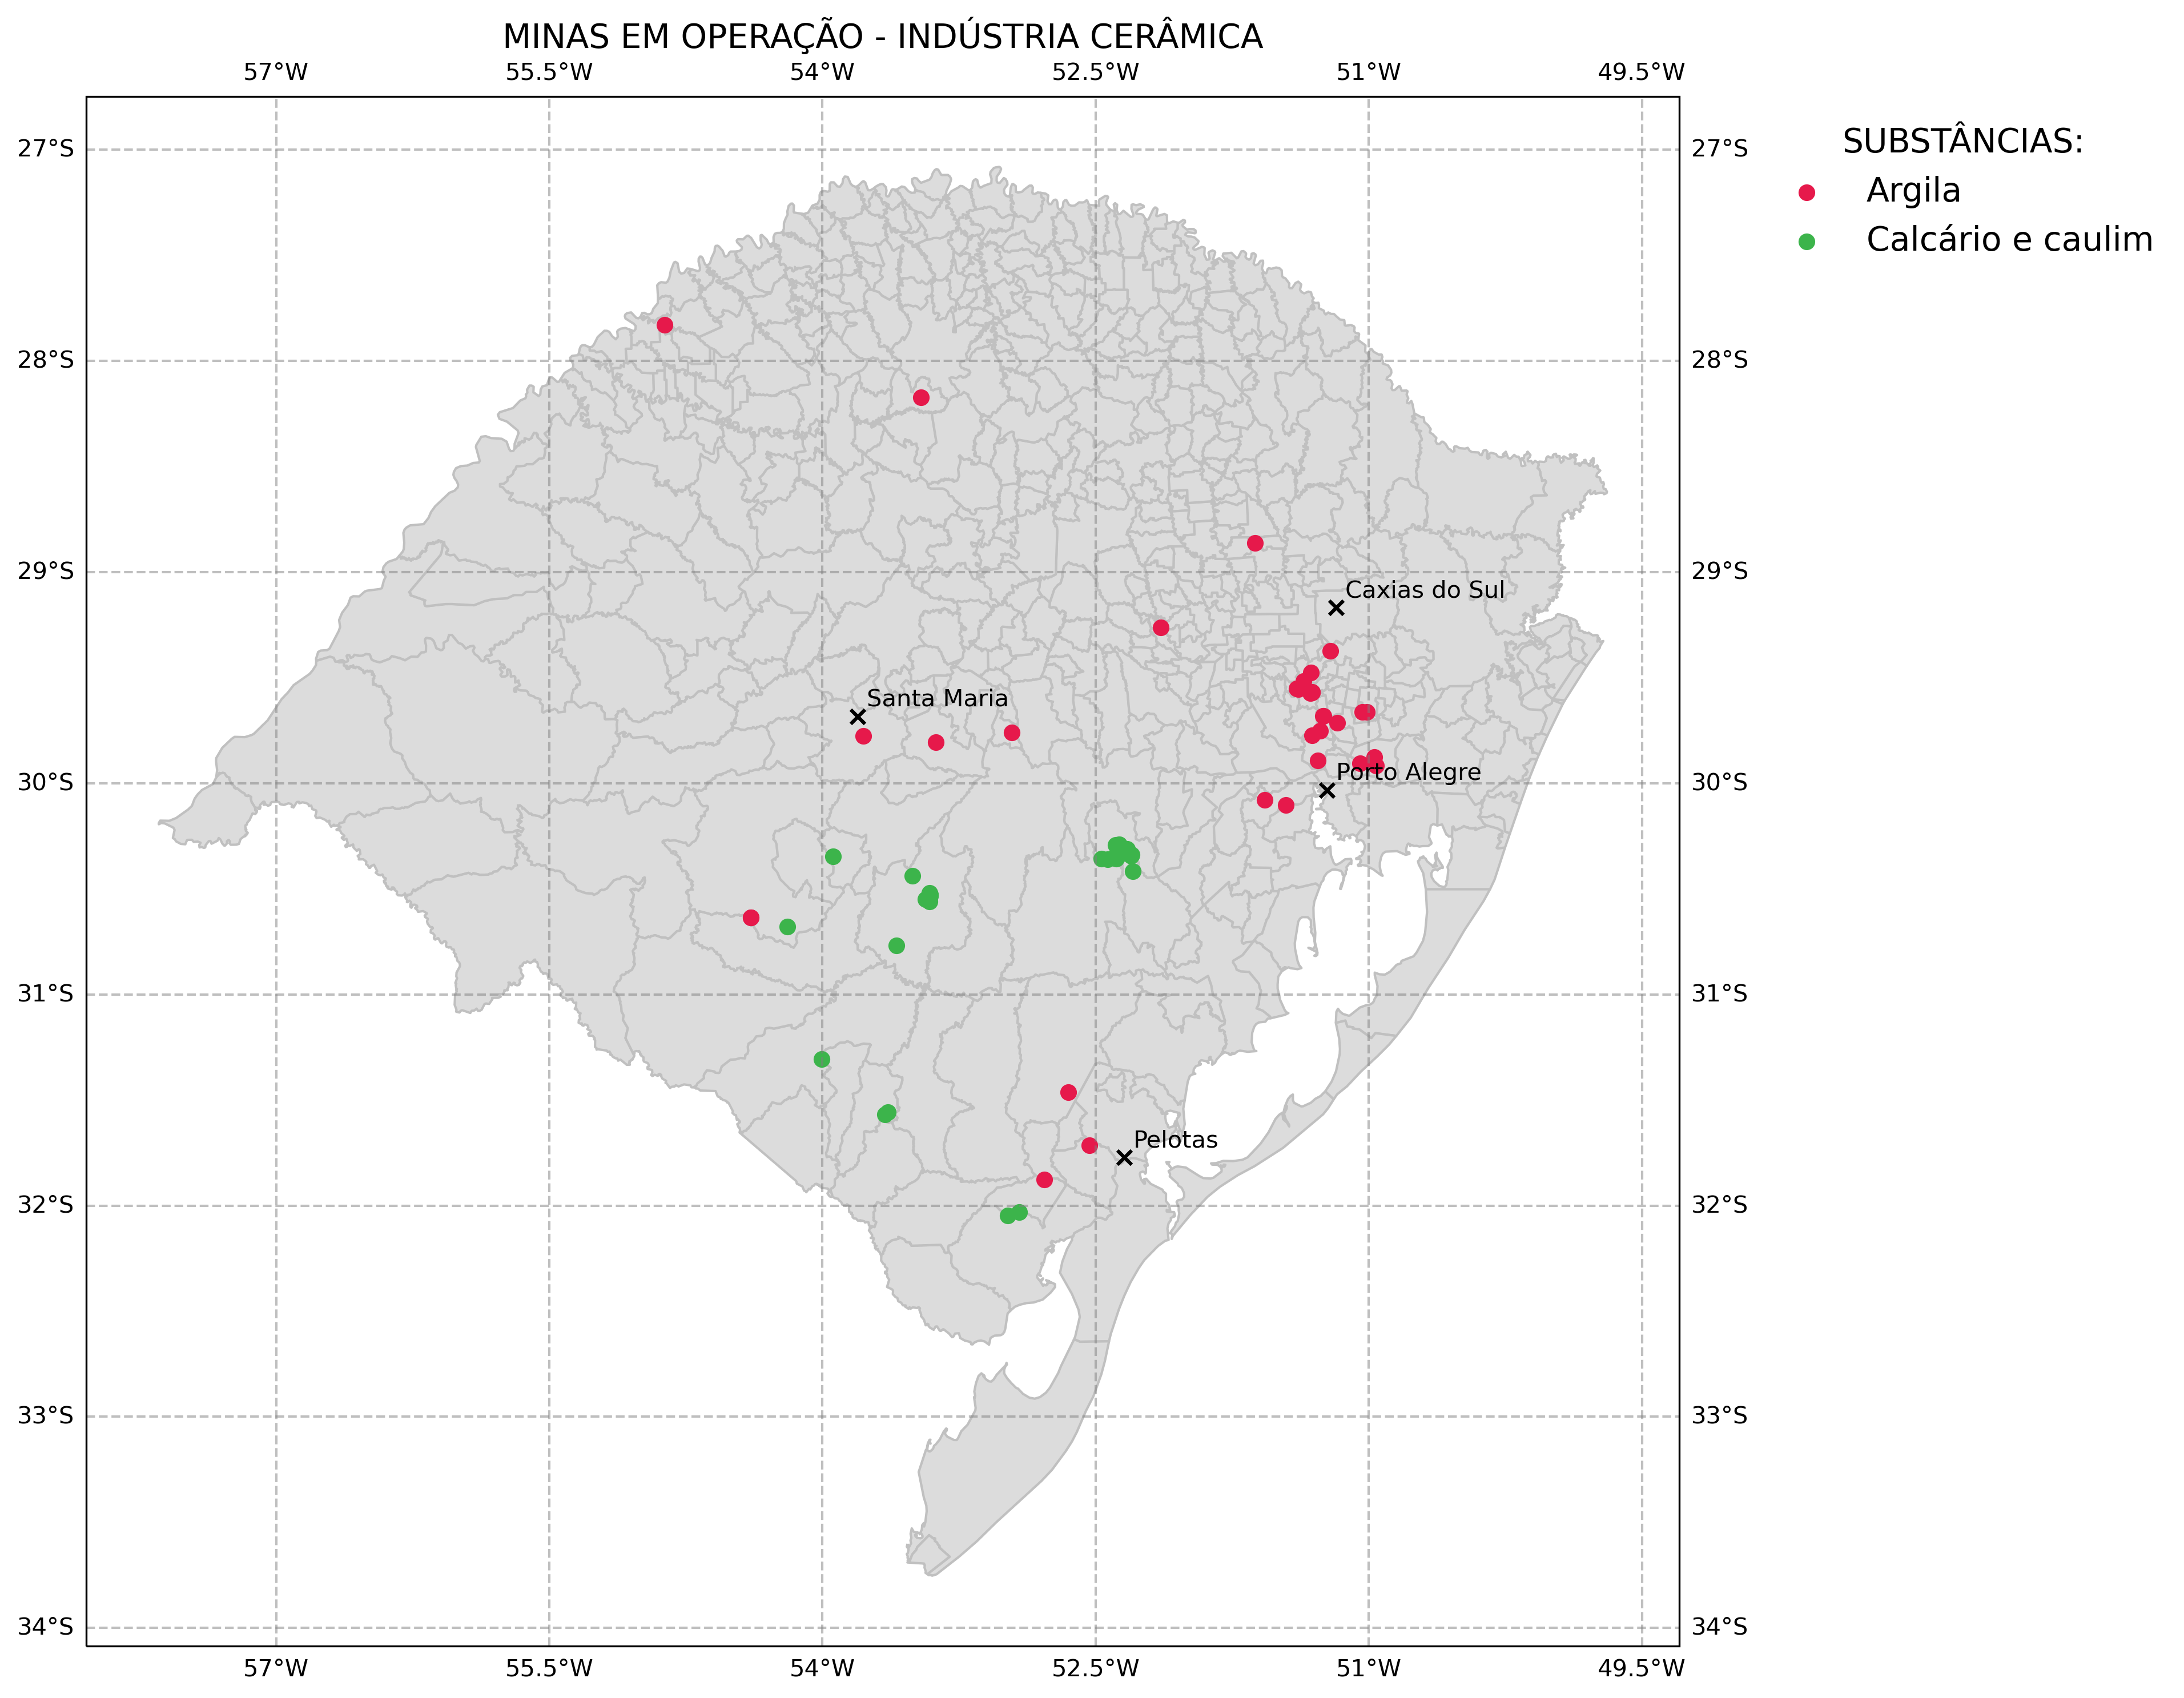 MINAS EM OPERAÇÃO - INDÚSTRIA CERÂMICA
57°W 55.5°W 54°W 52.5°W 51°W 49.5°W
SUBSTÂNCIAS:
Argila
Calcário e caulim
27°S 27°S
28°S 28°S
29°S 29°S
Caxias do Sul
Santa Maria
Porto Alegre
30°S 30°S
31°S 31°S
Pelotas
32°S 32°S
33°S 33°S
34°S 34°S
57°W 55.5°W 54°W 52.5°W 51°W 49.5°W